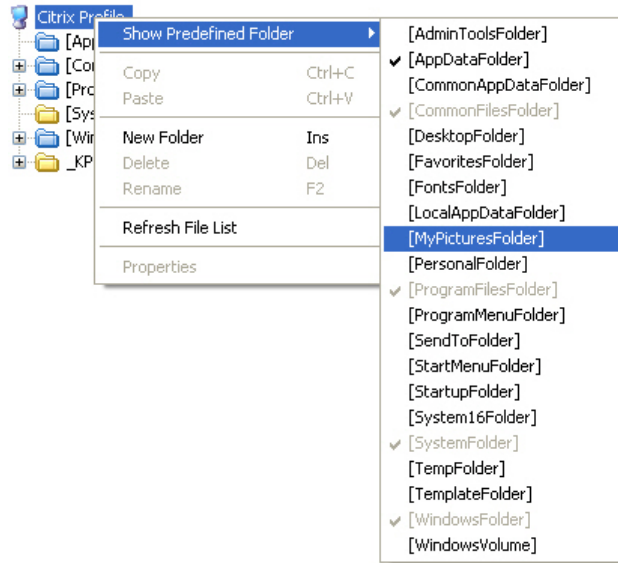 Citrix Profile
[App
[Cor
[Pro
[Sys
[Wir
_KP
Show Predefined Folder
Copy Ctrl+C
Paste Ctrl+V
New Folder Ins
Delete Del
Rename F2
Refresh File List
Properties
[AdminToolsFolder]
[AppDataFolder]
[CommonAppDataFolder]
[CommonFilesFolder]
[DesktopFolder]
[FavoritesFolder]
[FontsFolder]
[LocalAppDataFolder]
[MyPicturesFolder]
[PersonalFolder]
[ProgramFilesFolder]
[ProgramMenuFolder]
[SendToFolder]
[StartMenuFolder]
[StartupFolder]
[System16Folder]
[SystemFolder]
[TempFolder]
[TemplateFolder]
[WindowsFolder]
[WindowsVolume]